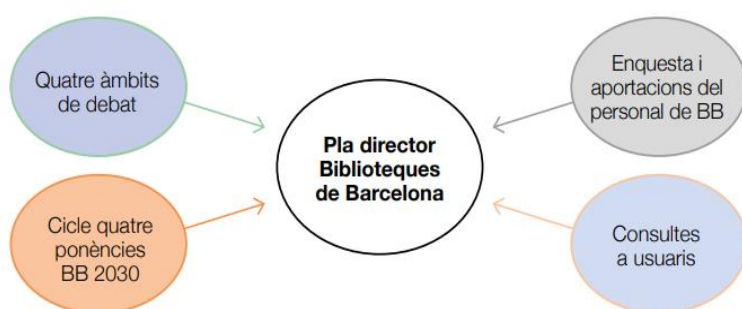 Quatre àmbits
de debat
Enquesta i
aportacions del
personal de BB
Pla director
Biblioteques
de Barcelona
Cicle quatre
ponències
BB 2030
Consultes
a usuaris